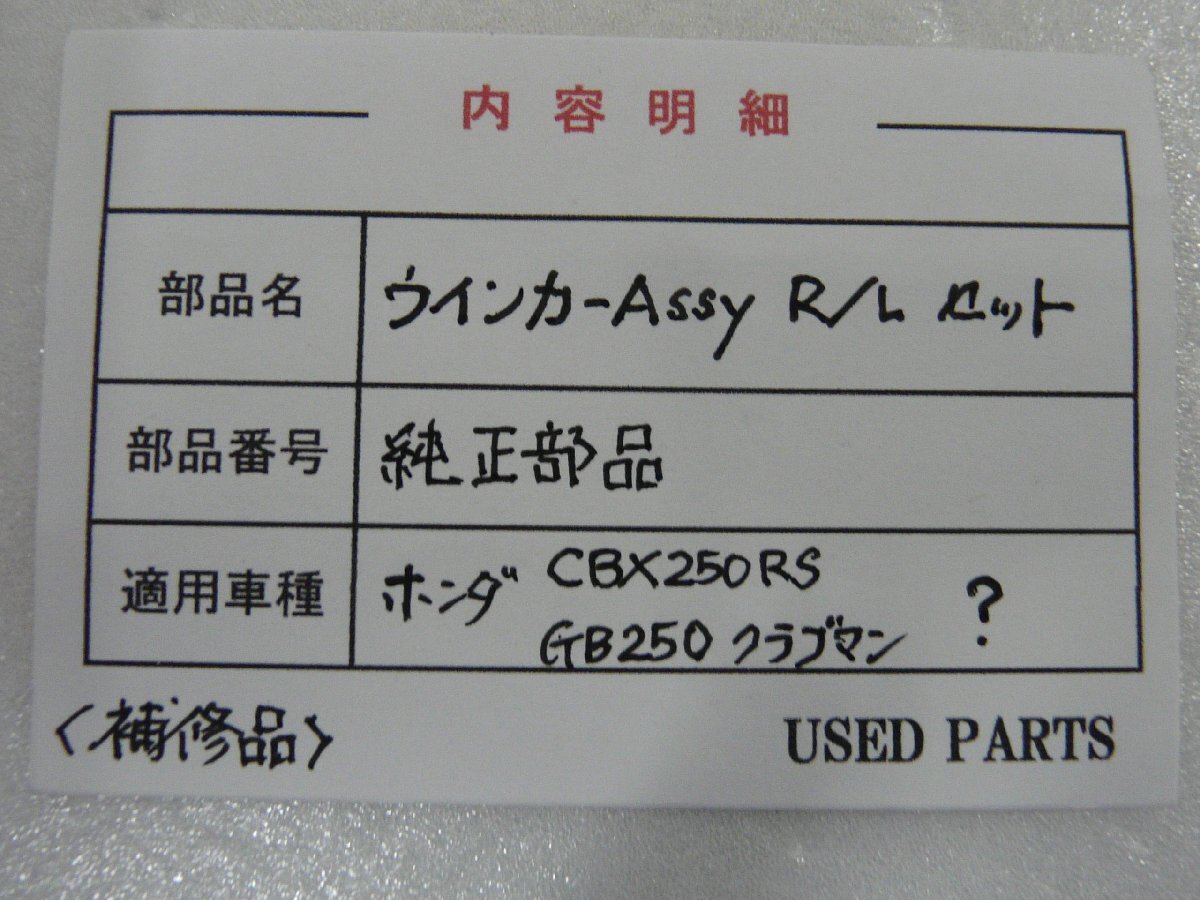 内容明細
部品名 ウインカーAssy R/L セット
部品番号 純正部品
適用車種 ホンダ CBX250RS
GB250 クラブマン ?
〈補修品〉 USED PARTS